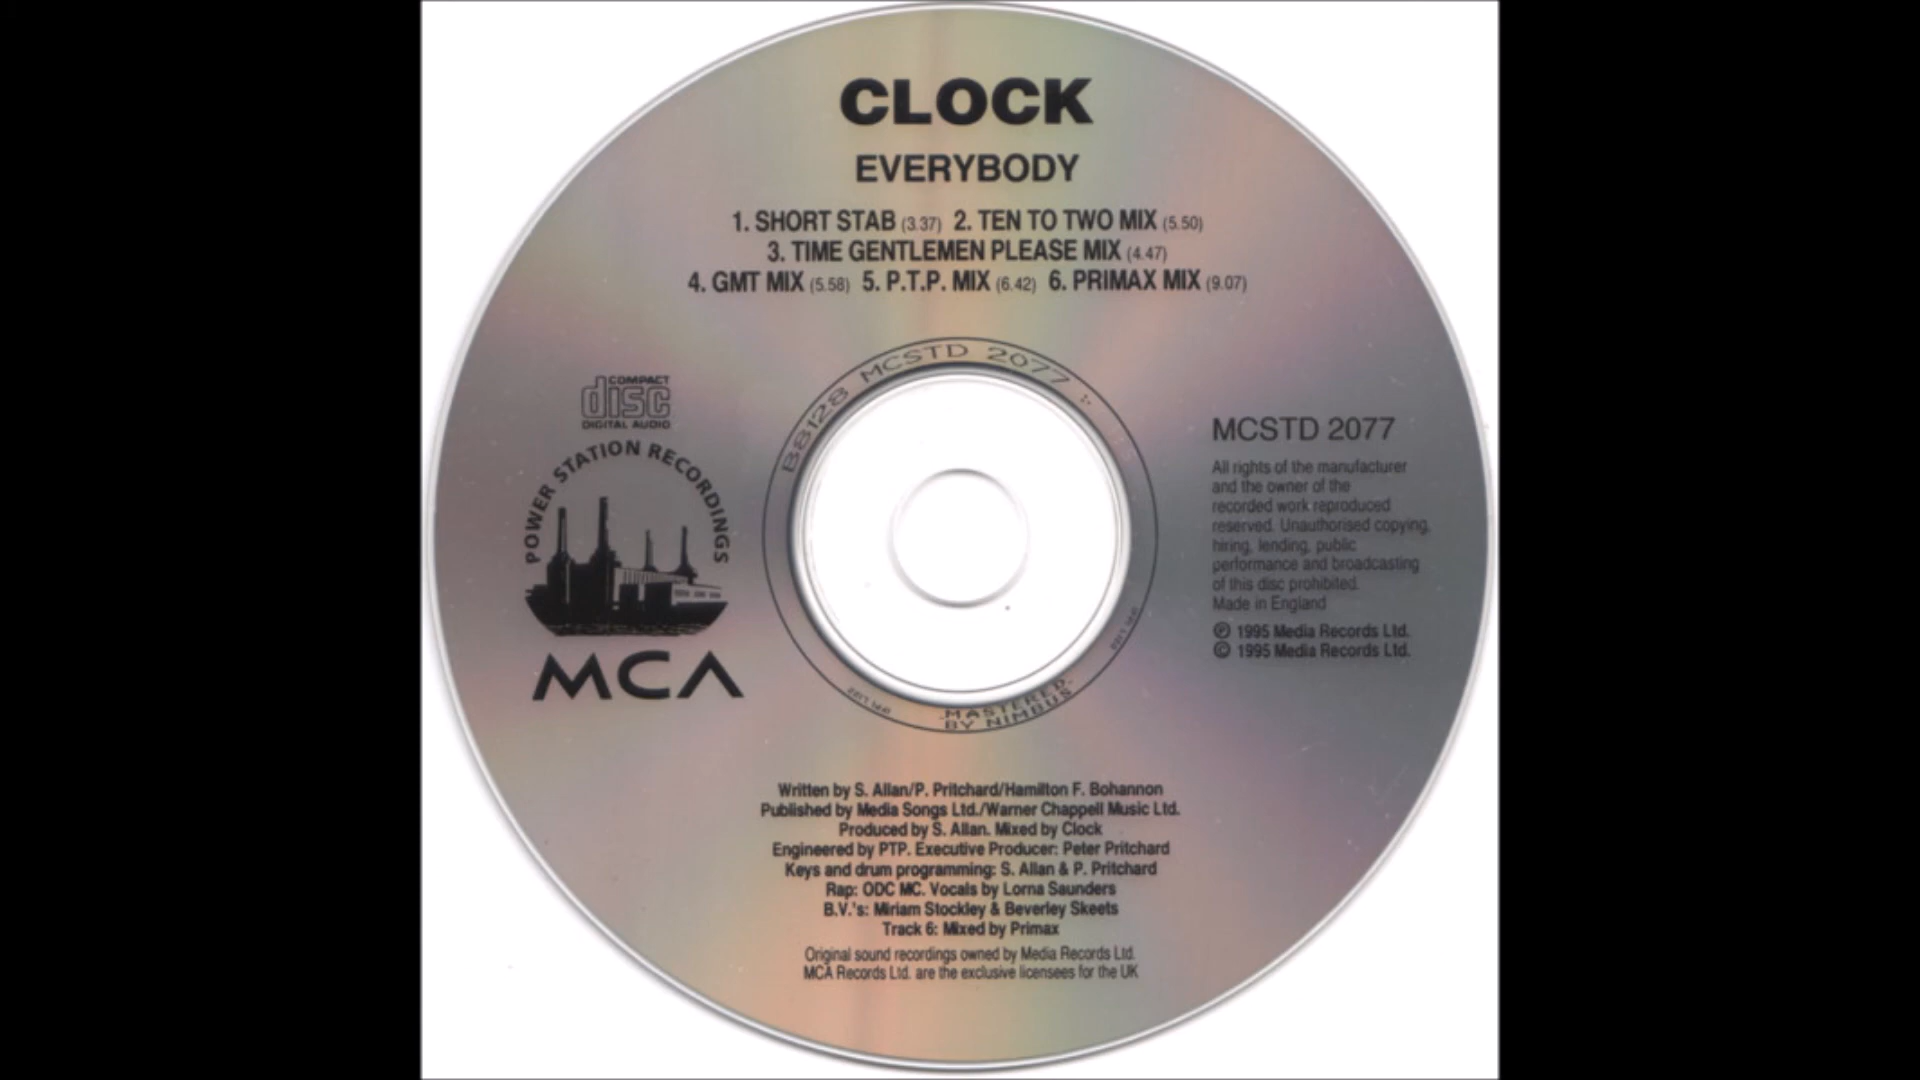 CLOCK
EVERYBODY
1. SHORT STAB (3.37) 2. TEN TO TWO MIX (5.50)
3. TIME GENTLEMEN PLEASE MIX (4.47)
4. GMT MIX (5.58) 5. P.T.P. MIX (6.42) 6. PRIMAX MIX (9.07)
B8128 MCSTD 2077
COMPACT
disc
DIGITAL AUDIO
POWER STATION RECORDINGS
MCA
MCSTD 2077
All rights of the manufacturer
and the owner of the
recorded work reproduced
reserved. Unauthorised copying,
hiring, lending, public
performance and broadcasting
of this disc prohibited.
Made in England
℗ 1995 Media Records Ltd.
© 1995 Media Records Ltd.
MASTERED
BY NIMBUS
Written by S. Allan/P. Pritchard/Hamilton F. Bohannon
Published by Media Songs Ltd./Warner Chappell Music Ltd.
Produced by S. Allan. Mixed by Clock
Engineered by PTP. Executive Producer: Peter Pritchard
Keys and drum programming: S. Allan & P. Pritchard
Rap: ODC MC. Vocals by Lorna Saunders
B.V.'s: Miriam Stockley & Beverley Skeets
Track 6: Mixed by Primax
Original sound recordings owned by Media Records Ltd.
MCA Records Ltd. are the exclusive licensees for the UK